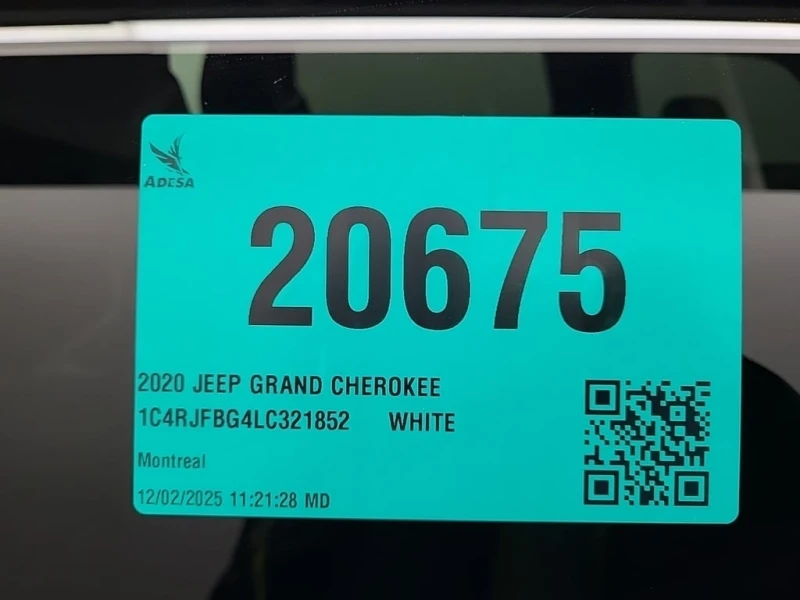 ADESA
20675
2020 JEEP GRAND CHEROKEE
1C4RJFBG4LC321852 WHITE
Montreal
12/02/2025 11:21:28 MD